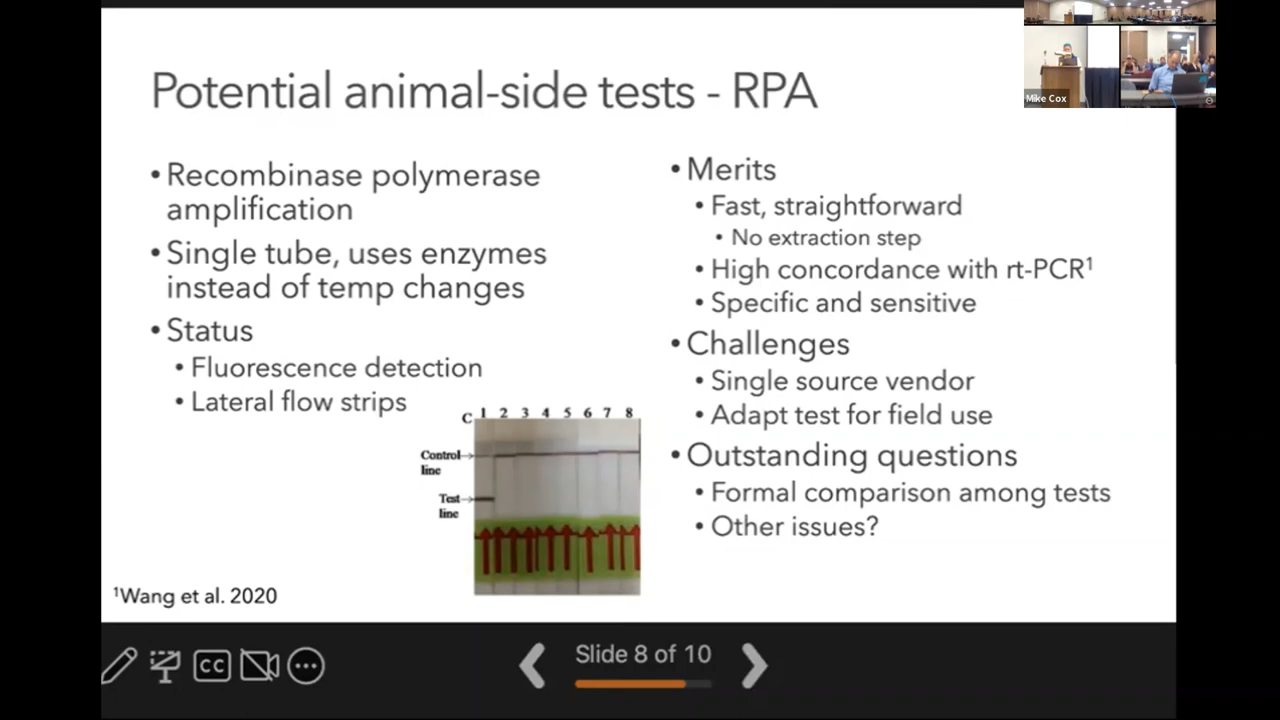 Potential animal-side tests - RPA
Mike Cox
• Recombinase polymerase
amplification
• Single tube, uses enzymes
instead of temp changes
• Status
• Fluorescence detection
• Lateral flow strips
C 1 2 3 4 5 6 7 8
Control
line
Test
line
¹Wang et al. 2020
• Merits
• Fast, straightforward
• No extraction step
• High concordance with rt-PCR¹
• Specific and sensitive
• Challenges
• Single source vendor
• Adapt test for field use
• Outstanding questions
• Formal comparison among tests
• Other issues?
CC
Slide 8 of 10